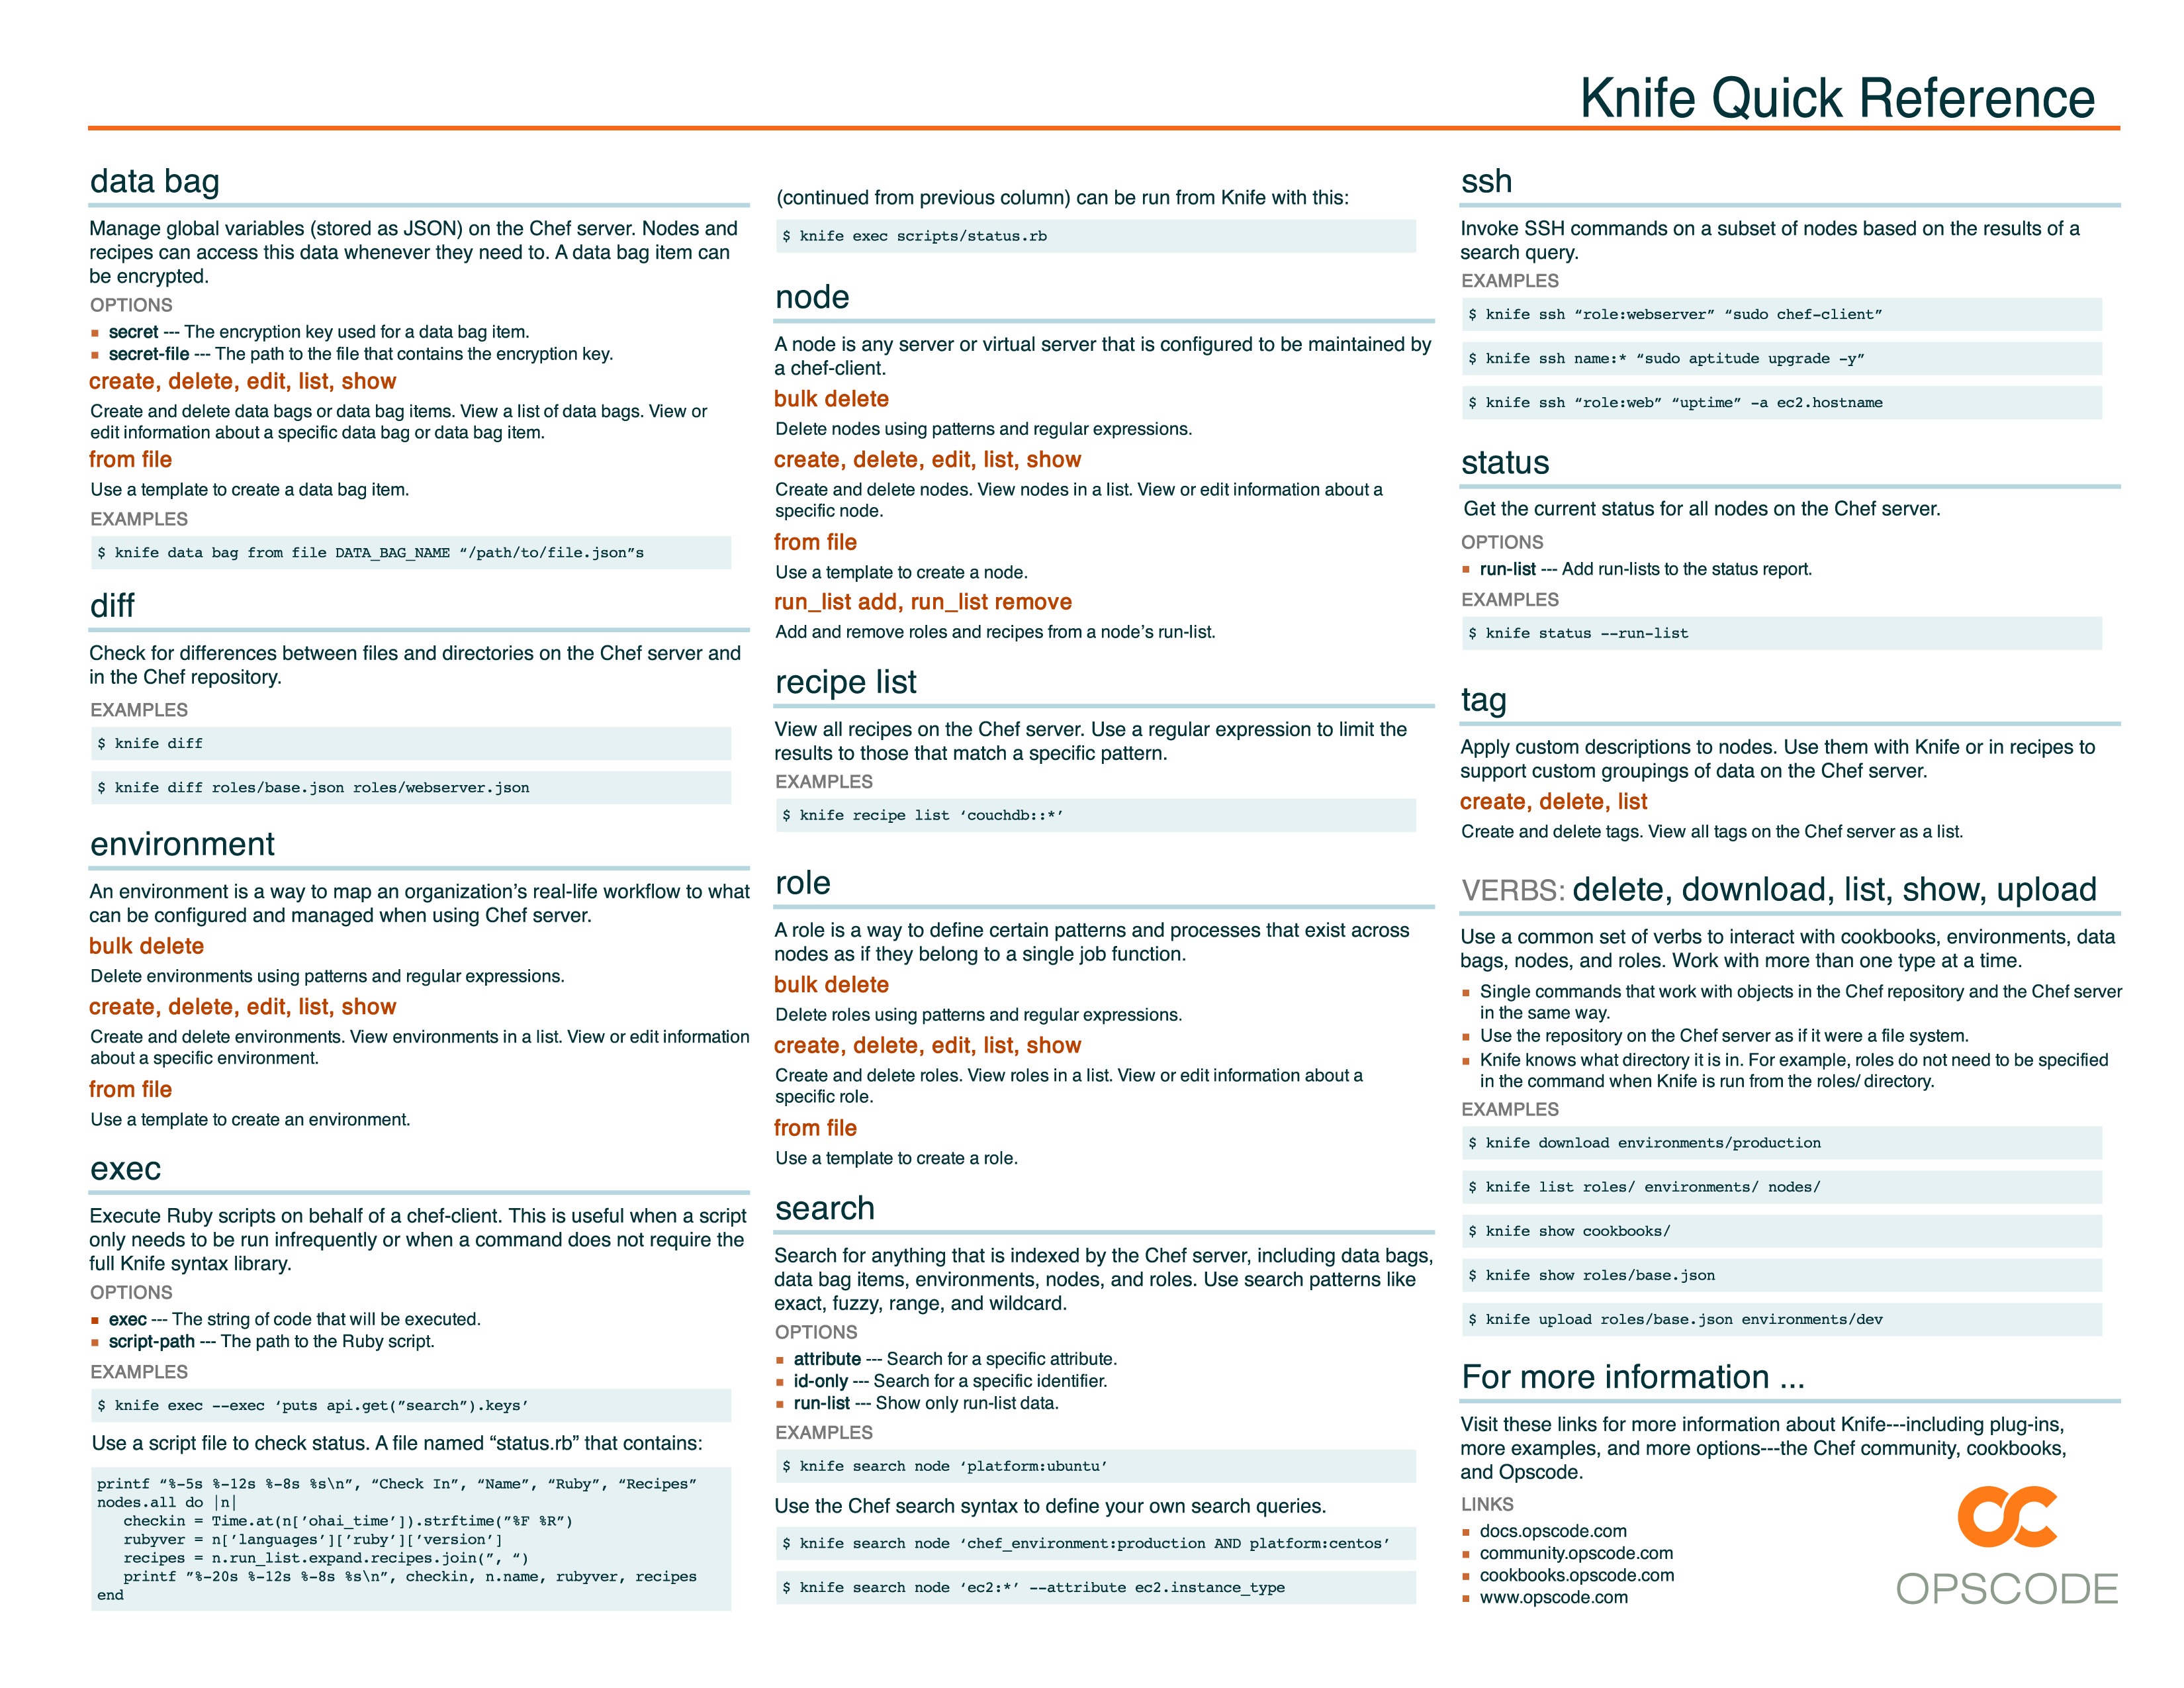 Knife Quick Reference
data bag
Manage global variables (stored as JSON) on the Chef server. Nodes and
recipes can access this data whenever they need to. A data bag item can
be encrypted.
OPTIONS
■ secret --- The encryption key used for a data bag item.
■ secret-file --- The path to the file that contains the encryption key.
create, delete, edit, list, show
Create and delete data bags or data bag items. View a list of data bags. View or
edit information about a specific data bag or data bag item.
from file
Use a template to create a data bag item.
EXAMPLES
$ knife data bag from file DATA_BAG_NAME “/path/to/file.json”s
diff
Check for differences between files and directories on the Chef server and
in the Chef repository.
EXAMPLES
$ knife diff
$ knife diff roles/base.json roles/webserver.json
environment
An environment is a way to map an organization’s real-life workflow to what
can be configured and managed when using Chef server.
bulk delete
Delete environments using patterns and regular expressions.
create, delete, edit, list, show
Create and delete environments. View environments in a list. View or edit information
about a specific environment.
from file
Use a template to create an environment.
exec
Execute Ruby scripts on behalf of a chef-client. This is useful when a script
only needs to be run infrequently or when a command does not require the
full Knife syntax library.
OPTIONS
■ exec --- The string of code that will be executed.
■ script-path --- The path to the Ruby script.
EXAMPLES
$ knife exec --exec ‘puts api.get(”search”).keys’
Use a script file to check status. A file named “status.rb” that contains:
printf “%-5s %-12s %-8s %s\n”, “Check In”, “Name”, “Ruby”, “Recipes”
nodes.all do |n|
checkin = Time.at(n[’ohai_time’]).strftime(”%F %R”)
rubyver = n[’languages’][’ruby’][’version’]
recipes = n.run_list.expand.recipes.join(”, “)
printf ”%-20s %-12s %-8s %s\n”, checkin, n.name, rubyver, recipes
end
(continued from previous column) can be run from Knife with this:
$ knife exec scripts/status.rb
node
A node is any server or virtual server that is configured to be maintained by
a chef-client.
bulk delete
Delete nodes using patterns and regular expressions.
create, delete, edit, list, show
Create and delete nodes. View nodes in a list. View or edit information about a
specific node.
from file
Use a template to create a node.
run_list add, run_list remove
Add and remove roles and recipes from a node’s run-list.
recipe list
View all recipes on the Chef server. Use a regular expression to limit the
results to those that match a specific pattern.
EXAMPLES
$ knife recipe list ‘couchdb::*’
role
A role is a way to define certain patterns and processes that exist across
nodes as if they belong to a single job function.
bulk delete
Delete roles using patterns and regular expressions.
create, delete, edit, list, show
Create and delete roles. View roles in a list. View or edit information about a
specific role.
from file
Use a template to create a role.
search
Search for anything that is indexed by the Chef server, including data bags,
data bag items, environments, nodes, and roles. Use search patterns like
exact, fuzzy, range, and wildcard.
OPTIONS
■ attribute --- Search for a specific attribute.
■ id-only --- Search for a specific identifier.
■ run-list --- Show only run-list data.
EXAMPLES
$ knife search node ‘platform:ubuntu’
Use the Chef search syntax to define your own search queries.
$ knife search node ‘chef_environment:production AND platform:centos’
$ knife search node ‘ec2:*’ --attribute ec2.instance_type
ssh
Invoke SSH commands on a subset of nodes based on the results of a
search query.
EXAMPLES
$ knife ssh “role:webserver” “sudo chef-client”
$ knife ssh name:* “sudo aptitude upgrade -y”
$ knife ssh “role:web” “uptime” -a ec2.hostname
status
Get the current status for all nodes on the Chef server.
OPTIONS
■ run-list --- Add run-lists to the status report.
EXAMPLES
$ knife status --run-list
tag
Apply custom descriptions to nodes. Use them with Knife or in recipes to
support custom groupings of data on the Chef server.
create, delete, list
Create and delete tags. View all tags on the Chef server as a list.
VERBS: delete, download, list, show, upload
Use a common set of verbs to interact with cookbooks, environments, data
bags, nodes, and roles. Work with more than one type at a time.
■ Single commands that work with objects in the Chef repository and the Chef server
in the same way.
■ Use the repository on the Chef server as if it were a file system.
■ Knife knows what directory it is in. For example, roles do not need to be specified
in the command when Knife is run from the roles/ directory.
EXAMPLES
$ knife download environments/production
$ knife list roles/ environments/ nodes/
$ knife show cookbooks/
$ knife show roles/base.json
$ knife upload roles/base.json environments/dev
For more information ...
Visit these links for more information about Knife---including plug-ins,
more examples, and more options---the Chef community, cookbooks,
and Opscode.
LINKS
■ docs.opscode.com
■ community.opscode.com
■ cookbooks.opscode.com
■ www.opscode.com
OPSCODE